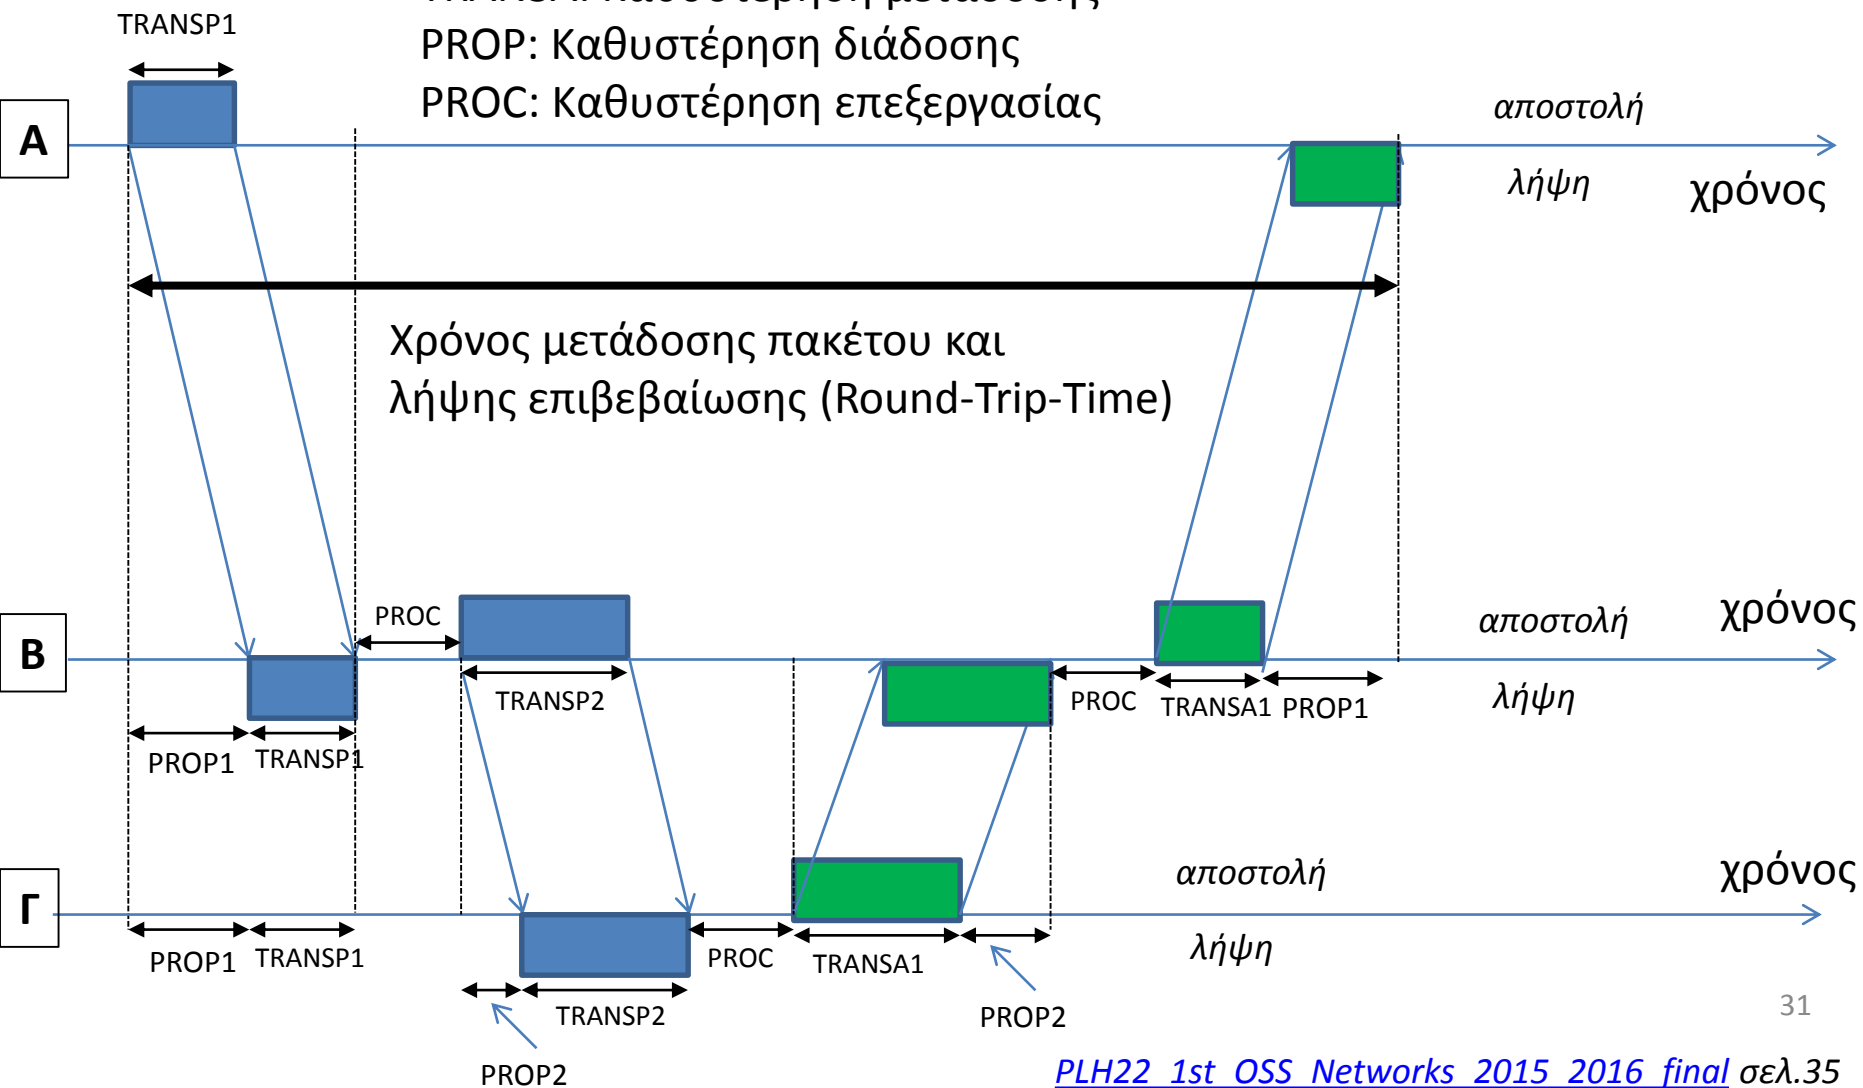 TRANSP1
PROP: Καθυστέρηση διάδοσης
PROC: Καθυστέρηση επεξεργασίας
Α
αποστολή
λήψη
χρόνος
Χρόνος μετάδοσης πακέτου και
λήψης επιβεβαίωσης (Round-Trip-Time)
Β
PROC
TRANSP2
PROC
TRANSA1
PROP1
αποστολή
χρόνος
λήψη
PROP1
TRANSP1
Γ
αποστολή
χρόνος
λήψη
PROP1
TRANSP1
PROC
TRANSA1
TRANSP2
PROP2
PROP2
31
PLH22_1st_OSS_Networks_2015_2016_final σελ.35